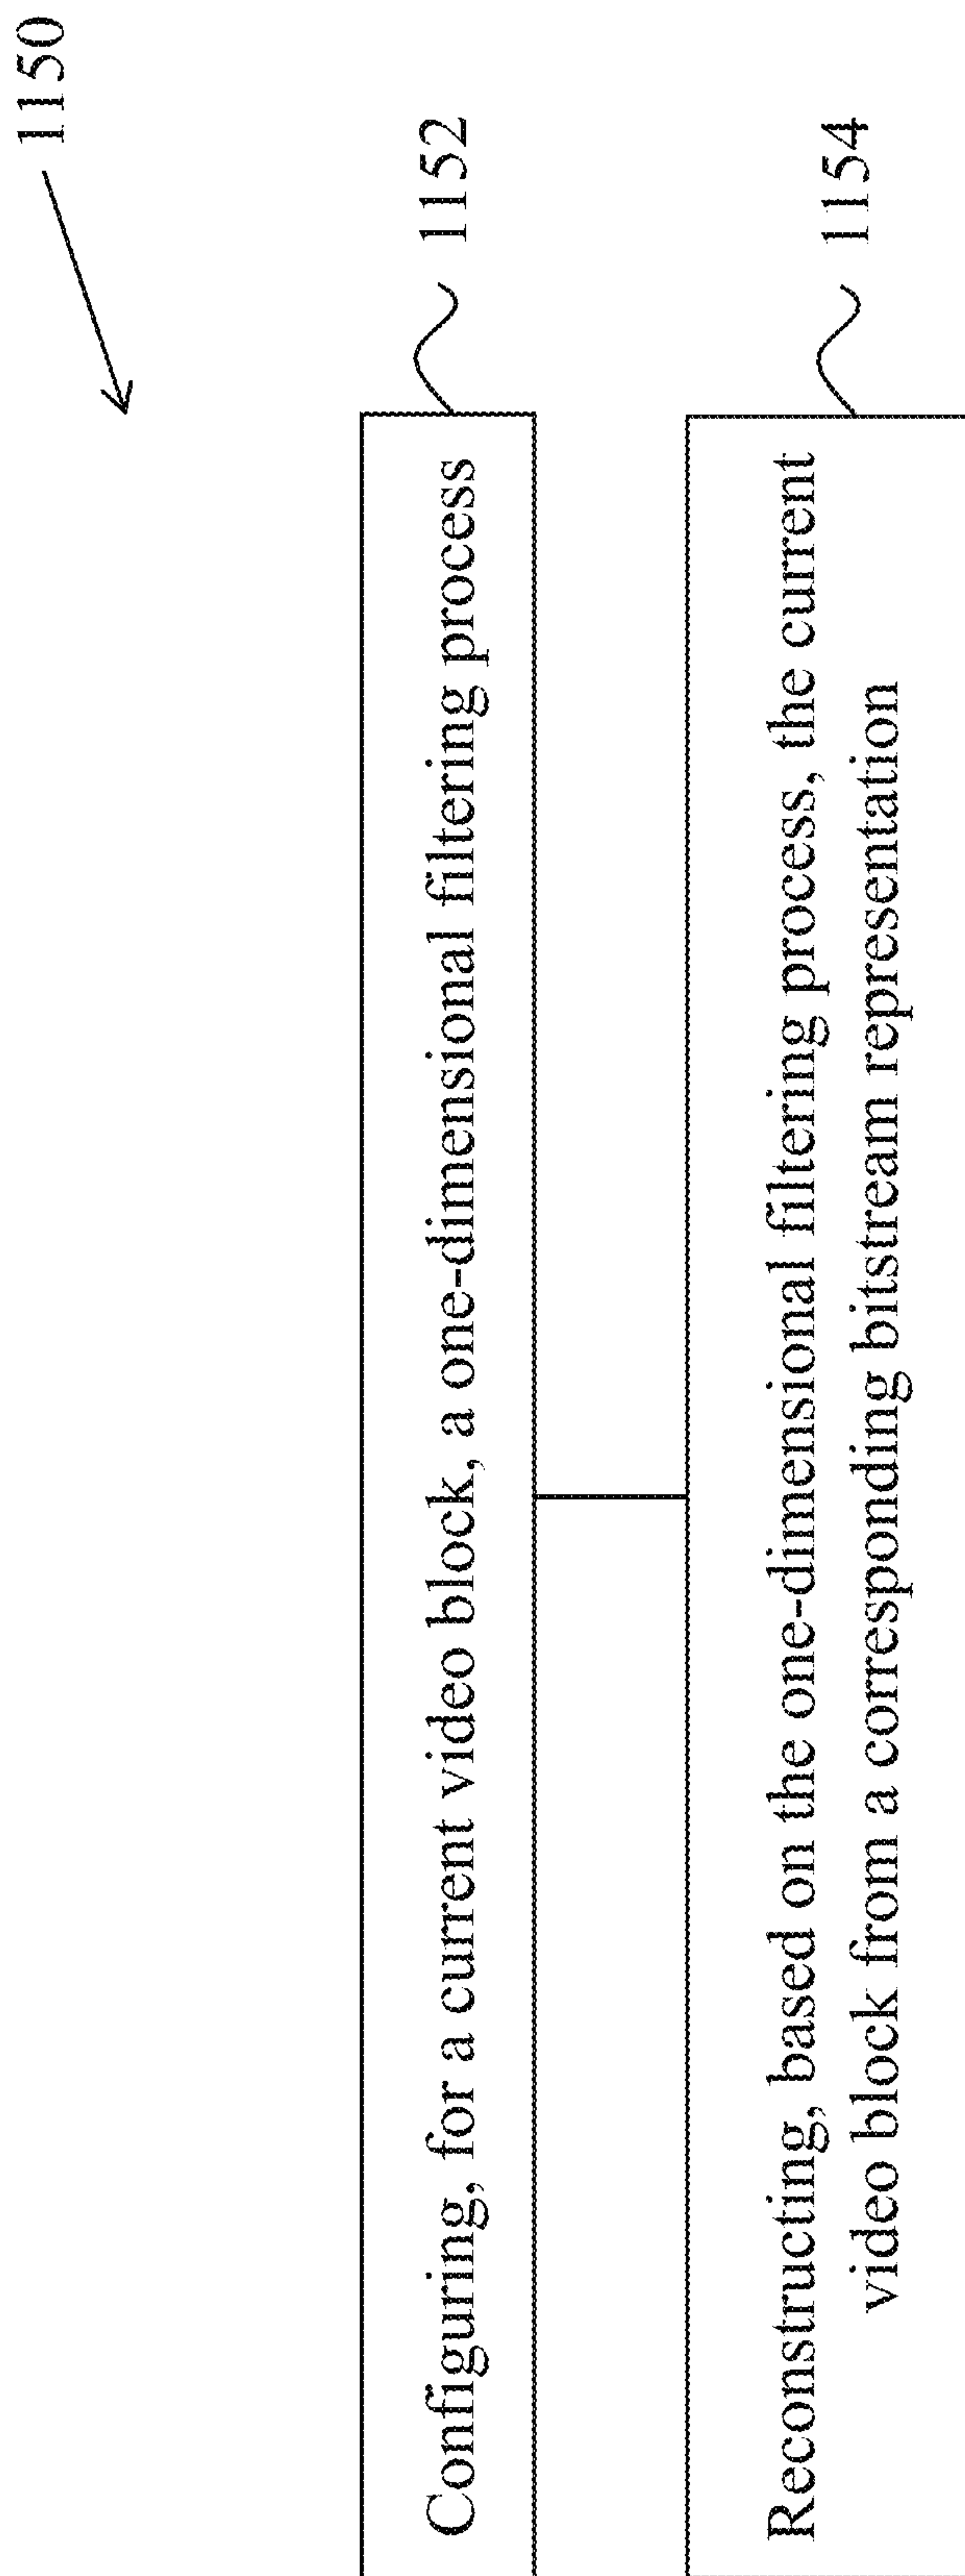 1150
Configuring, for a current video block, a one-dimensional filtering process
1152
Reconstructing, based on the one-dimensional filtering process, the current
video block from a corresponding bitstream representation
1154